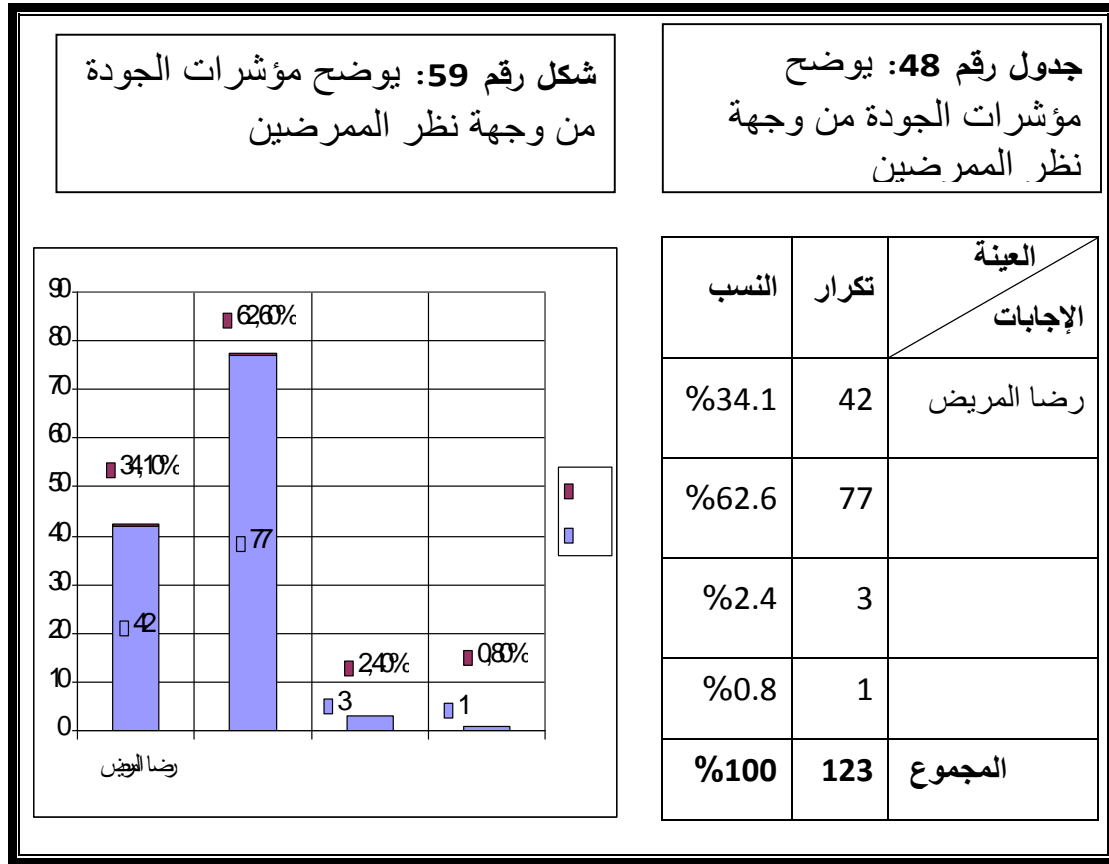 جدول رقم 48: يوضح
مؤشرات الجودة من وجهة
نظر الممرضين
شكل رقم 59: يوضح مؤشرات الجودة
من وجهة نظر الممرضين
العينة
الإجابات
تكرار
النسب
رضا المريض 42 %34.1
77 %62.6
3 %2.4
1 %0.8
المجموع 123 %100
90
80
70
60
50
40
30
20
10
0
34,10%
62,60%
2,40%
0,80%
42
77
3
1
رضا المريض